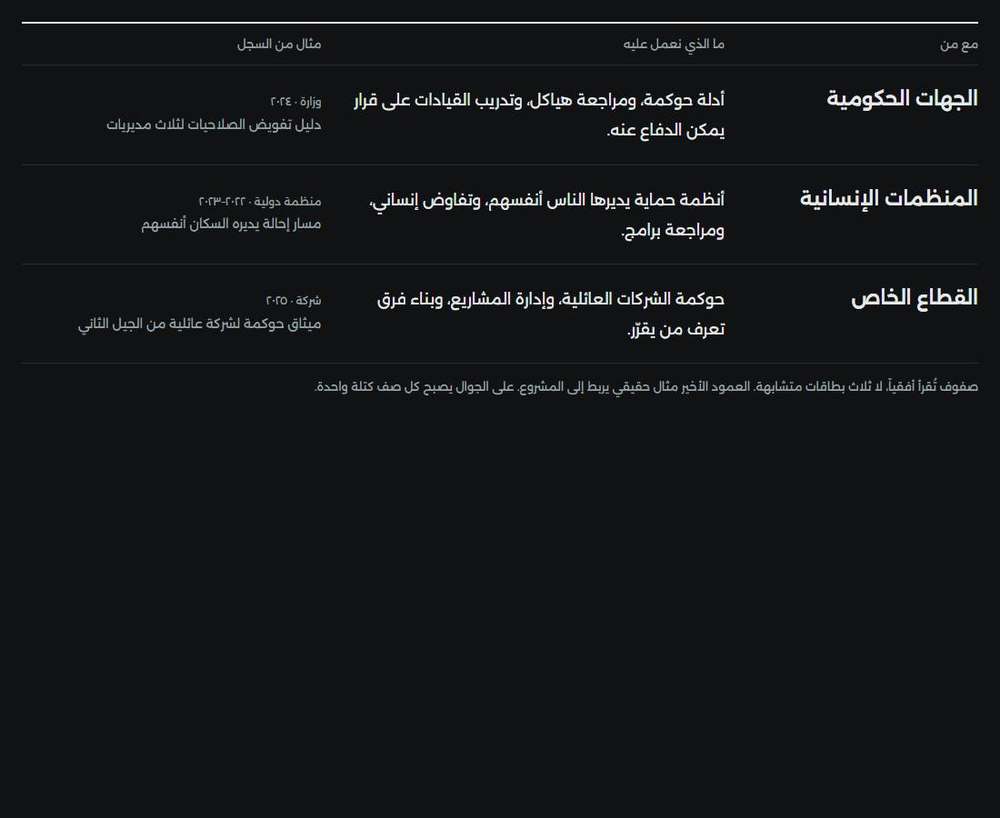 مع من
ما الذي نعمل عليه
مثال من السجل
الجهات الحكومية
أدلة حوكمة، ومراجعة هياكل، وتدريب القيادات على قرار
يمكن الدفاع عنه.
وزارة · ٢٠٢٤
دليل تفويض الصلاحيات لثلاث مديريات
المنظمات الإنسانية
أنظمة حماية يديرها الناس أنفسهم، وتفاوض إنساني،
ومراجعة برامج.
منظمة دولية · ٢٠٢٢–٢٠٢٣
مسار إحالة يديره السكان أنفسهم
القطاع الخاص
حوكمة الشركات العائلية، وإدارة المشاريع، وبناء فرق
تعرف من يقرّر.
شركة · ٢٠٢٥
ميثاق حوكمة لشركة عائلية من الجيل الثاني
صفوف تُقرأ أفقياً، لا ثلاث بطاقات متشابهة. العمود الأخير مثال حقيقي يربط إلى المشروع. على الجوال يصبح كل صف كتلة واحدة.